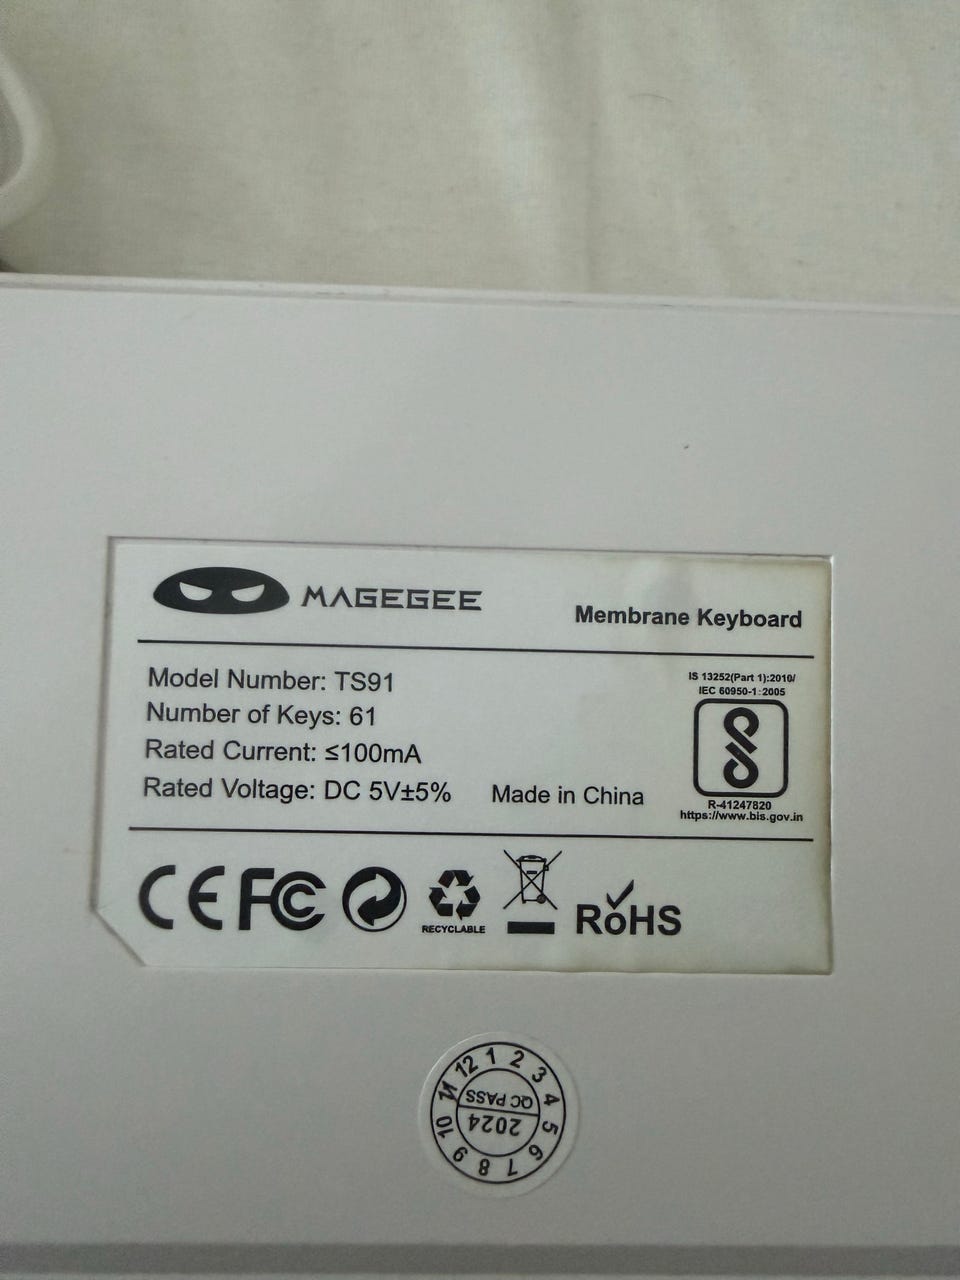 MAGEGEE
Membrane Keyboard
Model Number: TS91
Number of Keys: 61
Rated Current: ≤100mA
Rated Voltage: DC 5V±5%
Made in China
IS 13252(Part 1):2010/
IEC 60950-1:2005
R-41247820
https://www.bis.gov.in
CE FC
RECYCLABLE
RoHS
1 2 3 4 5 6 7 8 9 10 11 12
QC PASS
2024